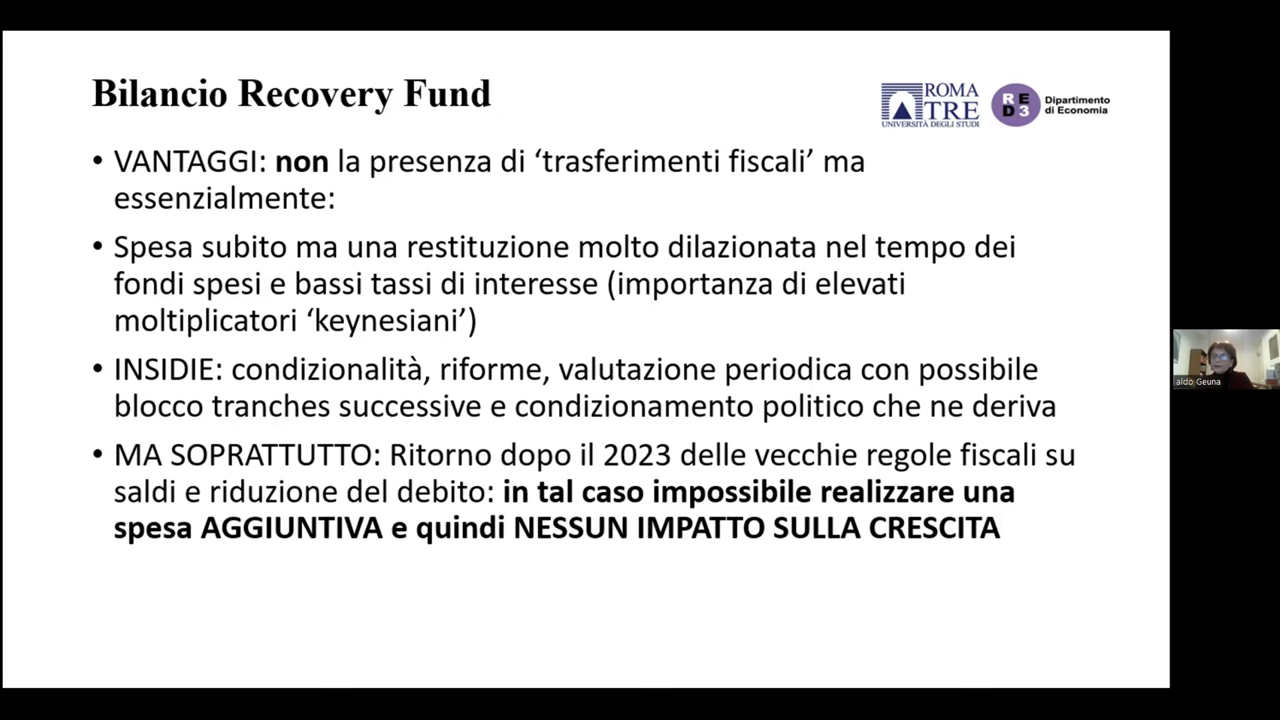 Bilancio Recovery Fund
ROMA
TRE
UNIVERSITÀ DEGLI STUDI
R E
D 3
Dipartimento
di Economia
• VANTAGGI: non la presenza di ‘trasferimenti fiscali’ ma
essenzialmente:
• Spesa subito ma una restituzione molto dilazionata nel tempo dei
fondi spesi e bassi tassi di interesse (importanza di elevati
moltiplicatori ‘keynesiani’)
• INSIDIE: condizionalità, riforme, valutazione periodica con possibile
blocco tranches successive e condizionamento politico che ne deriva
• MA SOPRATTUTTO: Ritorno dopo il 2023 delle vecchie regole fiscali su
saldi e riduzione del debito: in tal caso impossibile realizzare una
spesa AGGIUNTIVA e quindi NESSUN IMPATTO SULLA CRESCITA
aldo Geuna